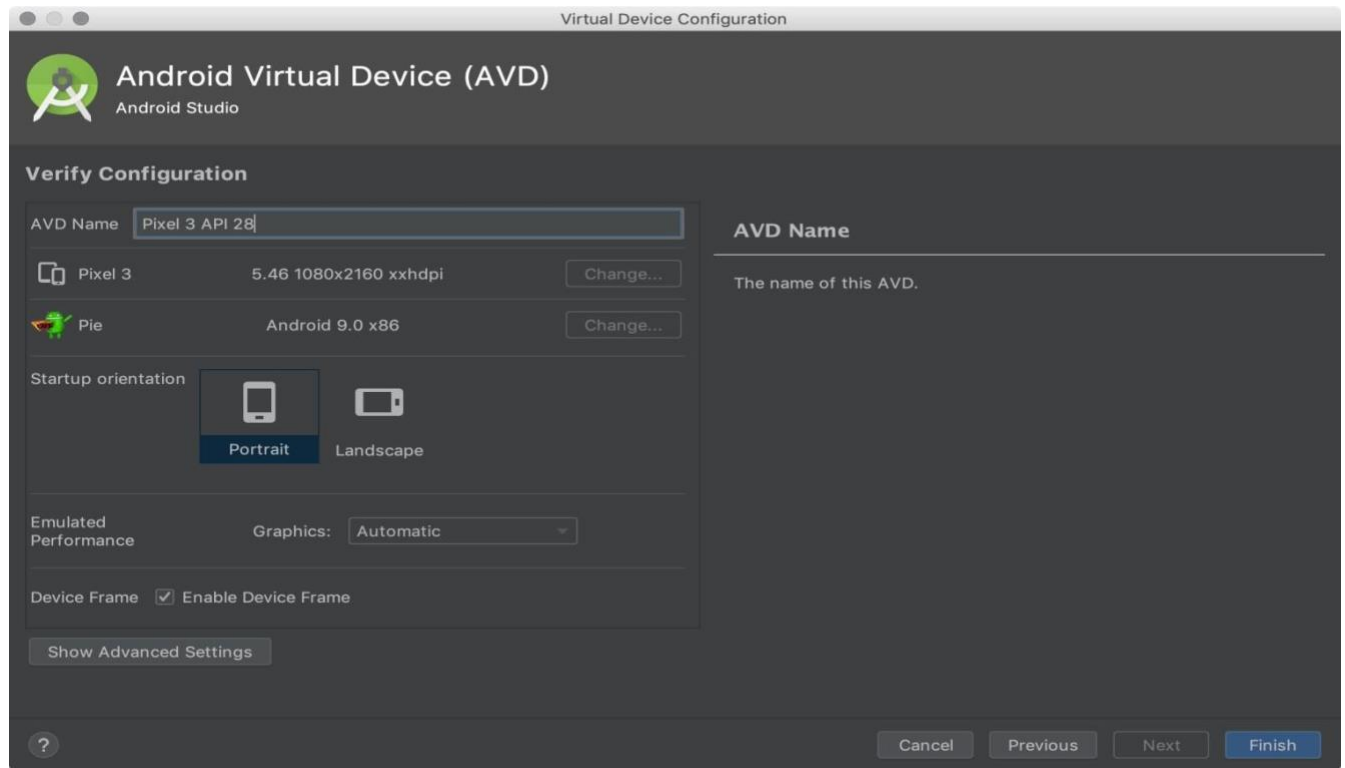 Virtual Device Configuration
Android Virtual Device (AVD)
Android Studio
Verify Configuration
AVD Name Pixel 3 API 28
Pixel 3 5.46 1080x2160 xxhdpi Change...
Pie Android 9.0 x86 Change...
Startup orientation
Portrait Landscape
Emulated
Performance
Graphics: Automatic
Device Frame Enable Device Frame
Show Advanced Settings
AVD Name
The name of this AVD.
? Cancel Previous Next Finish